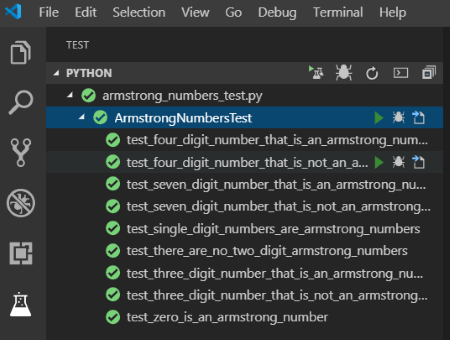 File Edit Selection View Go Debug Terminal Help
TEST
PYTHON
armstrong_numbers_test.py
ArmstrongNumbersTest
test_four_digit_number_that_is_an_armstrong_num...
test_four_digit_number_that_is_not_an_a...
test_seven_digit_number_that_is_an_armstrong_nu...
test_seven_digit_number_that_is_not_an_armstrong...
test_single_digit_numbers_are_armstrong_numbers
test_there_are_no_two_digit_armstrong_numbers
test_three_digit_number_that_is_an_armstrong_nu...
test_three_digit_number_that_is_not_an_armstrong...
test_zero_is_an_armstrong_number